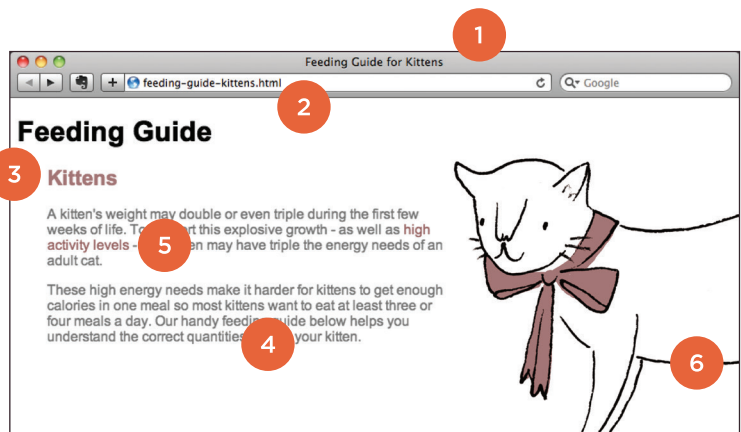 1
Feeding Guide for Kittens
feeding-guide-kittens.html
Google
2
Feeding Guide
3
Kittens
A kitten's weight may double or even triple during the first few
weeks of life. To rt this explosive growth - as well as high
activity levels - 5 en may have triple the energy needs of an
adult cat.
These high energy needs make it harder for kittens to get enough
calories in one meal so most kittens want to eat at least three or
four meals a day. Our handy feeding guide below helps you
understand the correct quantities 4 your kitten.
6